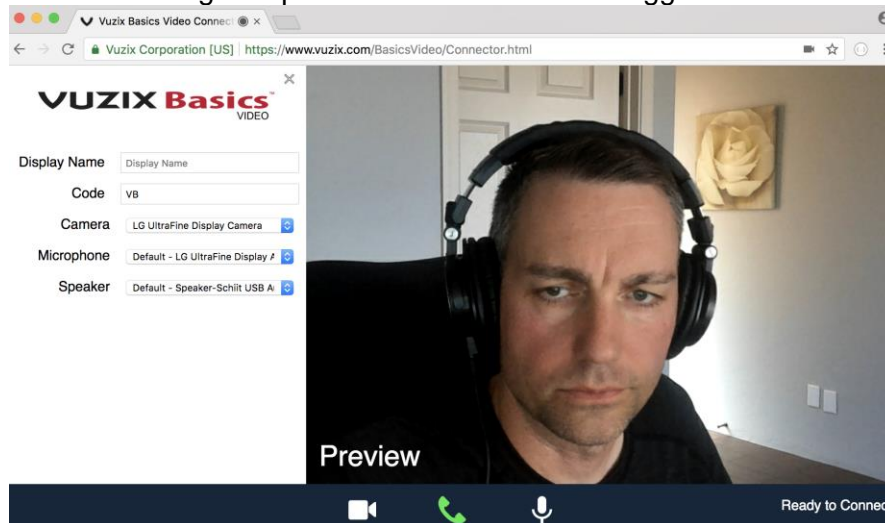 Vuzix Basics Video Connect
Vuzix Corporation [US] https://www.vuzix.com/BasicsVideo/Connector.html
VUZIX Basics™
VIDEO
Display Name Display Name
Code VB
Camera LG UltraFine Display Camera
Microphone Default - LG UltraFine Display A
Speaker Default - Speaker-Schiit USB A
Preview
Ready to Connec